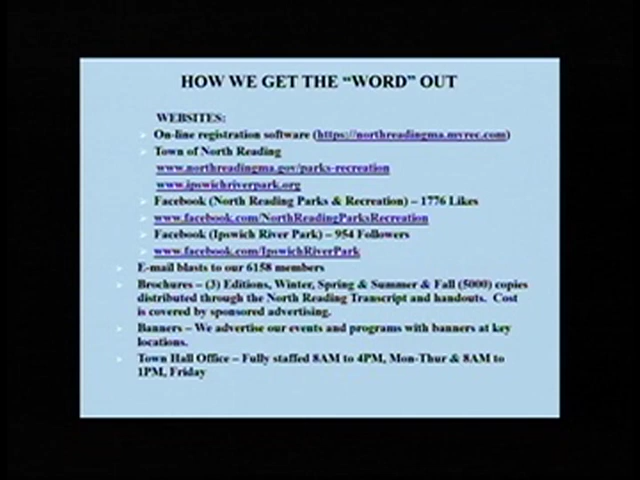 HOW WE GET THE “WORD” OUT
WEBSITES:
On-line registration software (https://northreadingma.myrec.com)
Town of North Reading
www.northreadingma.gov/parks-recreation
www.ipswichriverpark.org
Facebook (North Reading Parks & Recreation) – 1776 Likes
www.facebook.com/NorthReadingParksRecreation
Facebook (Ipswich River Park) – 954 Followers
www.facebook.com/IpswichRiverPark
E-mail blasts to our 6158 members
Brochures – (3) Editions, Winter, Spring & Summer & Fall (5000) copies
distributed through the North Reading Transcript and handouts. Cost
is covered by sponsored advertising.
Banners – We advertise our events and programs with banners at key
locations.
Town Hall Office – Fully staffed 8AM to 4PM, Mon-Thur & 8AM to
1PM, Friday